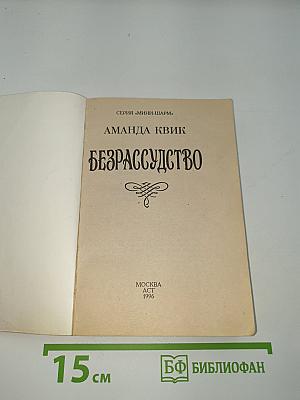 СЕРИЯ «МИНИ-ШАРМ»
АМАНДА КВИК
БЕЗРАССУДСТВО
МОСКВА
АСТ
1996
15 см
БФ БИБЛИОФАН